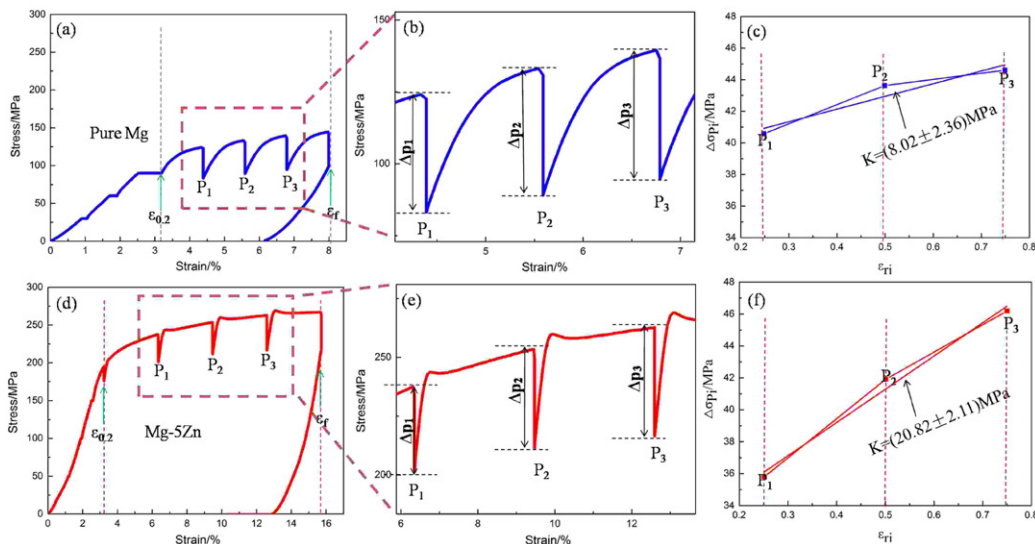 (a)
Stress/MPa
300
250
200
150
100
50
0
Pure Mg
P1
P2
P3
ε0.2
εf
0 1 2 3 4 5 6 7 8
Strain/%
(b)
Stress/MPa
150
100
Δp1
Δp2
Δp3
P1
P2
P3
5 6 7
Strain/%
(c)
ΔσPi/MPa
46
44
42
40
38
36
34
P1
P2
P3
K=(8.02±2.36)MPa
0.2 0.3 0.4 0.5 0.6 0.7 0.8
εri
(d)
Stress/MPa
300
250
200
150
100
50
0
P1
P2
P3
ε0.2
Mg-5Zn
εf
0 2 4 6 8 10 12 14 16
Strain/%
(e)
Stress/MPa
250
200
Δp1
Δp2
Δp3
P1
P2
P3
6 8 10 12
Strain/%
(f)
ΔσPi/MPa
48
46
44
42
40
38
36
34
P1
P2
P3
K=(20.82±2.11)MPa
0.2 0.3 0.4 0.5 0.6 0.7 0.8
εri